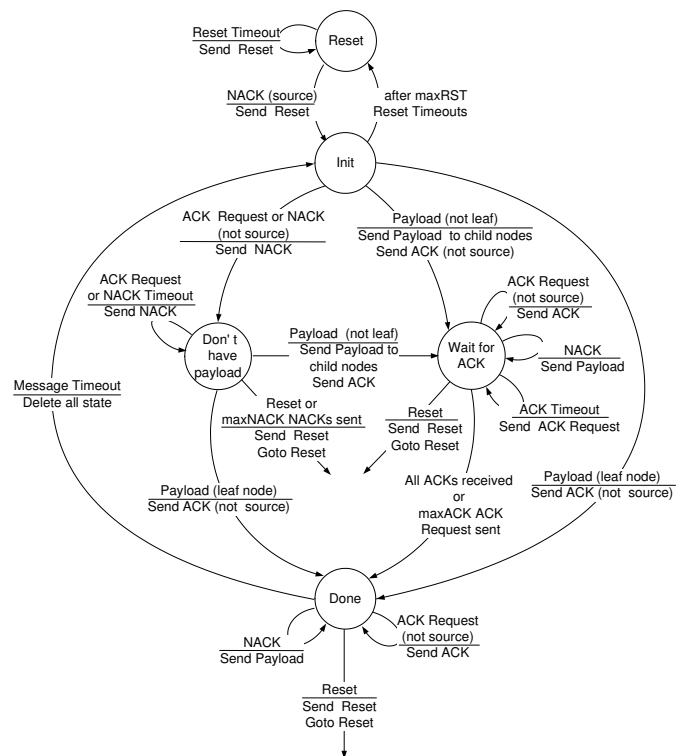 Reset Timeout
Send Reset
Reset
NACK (source)
Send Reset
after maxRST
Reset Timeouts
Init
ACK Request or NACK
(not source)
Send NACK
Payload (not leaf)
Send Payload to child nodes
Send ACK (not source)
ACK Request
or NACK Timeout
Send NACK
ACK Request
(not source)
Send ACK
Don't
have
payload
Payload (not leaf)
Send Payload to
child nodes
Send ACK
Wait for
ACK
NACK
Send Payload
Message Timeout
Delete all state
Reset or
maxNACK NACKs sent
Send Reset
Goto Reset
Reset
Send Reset
Goto Reset
ACK Timeout
Send ACK Request
Payload (leaf node)
Send ACK (not source)
All ACKs received
or
maxACK ACK
Request sent
Payload (leaf node)
Send ACK (not source)
Done
NACK
Send Payload
ACK Request
(not source)
Send ACK
Reset
Send Reset
Goto Reset